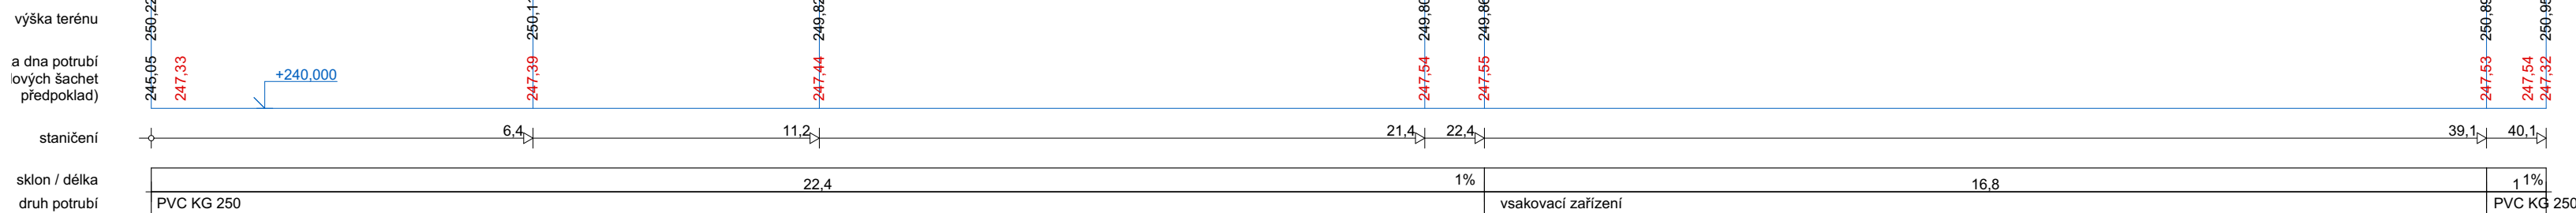 výška terénu
250,22 250,11 249,82 249,80 249,86 250,89 250,95
a dna potrubí
ových šachet
předpoklad)
245,05 247,33 247,39 247,44 247,54 247,55 247,53 247,54 247,32
+240,000
staničení
6,4 11,2 21,4 22,4 39,1 40,1
sklon / délka
22,4 1% 16,8 1 1%
druh potrubí
PVC KG 250 vsakovací zařízení PVC KG 250